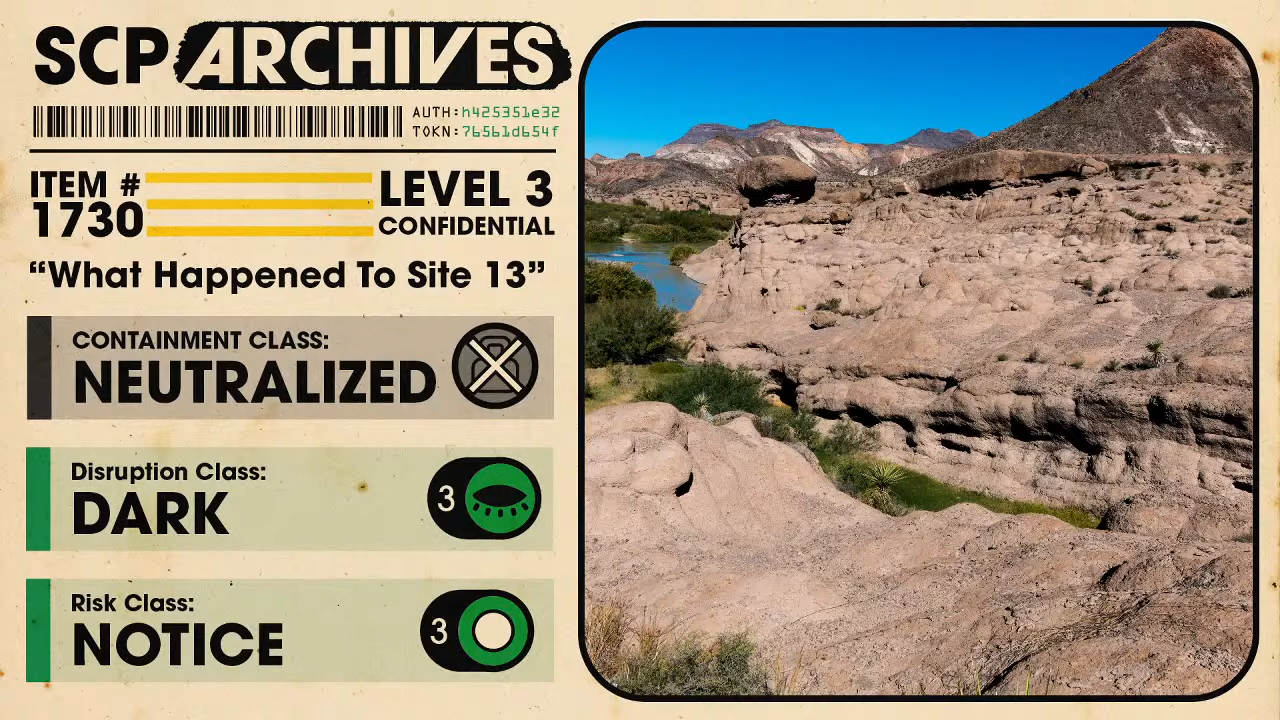 SCP ARCHIVES
AUTH:h425351e32
TOKN:76561d654f
ITEM #
1730
LEVEL 3
CONFIDENTIAL
“What Happened To Site 13”
CONTAINMENT CLASS:
NEUTRALIZED
Disruption Class:
DARK
3
Risk Class:
NOTICE
3